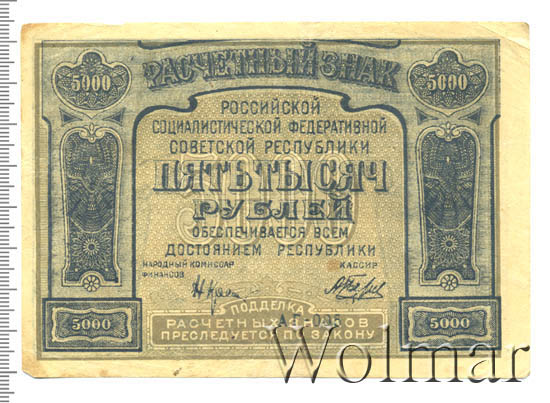 РАСЧЕТНЫЙ ЗНАК
5000
5000
РОССИЙСКОЙ
СОЦИАЛИСТИЧЕСКОЙ ФЕДЕРАТИВНОЙ
СОВЕТСКОЙ РЕСПУБЛИКИ
5000
ПЯТЬ ТЫСЯЧ
РУБЛЕЙ
ОБЕСПЕЧИВАЕТСЯ ВСЕМ
ДОСТОЯНИЕМ РЕСПУБЛИКИ
НАРОДНЫЙ КОМИССАР
ФИНАНСОВ
КАССИР
ПОДДЕЛКА
РАСЧЕТНЫХ ЗНАКОВ
ПРЕСЛЕДУЕТСЯ ПО ЗАКОНУ
5000
5000
Wolmar